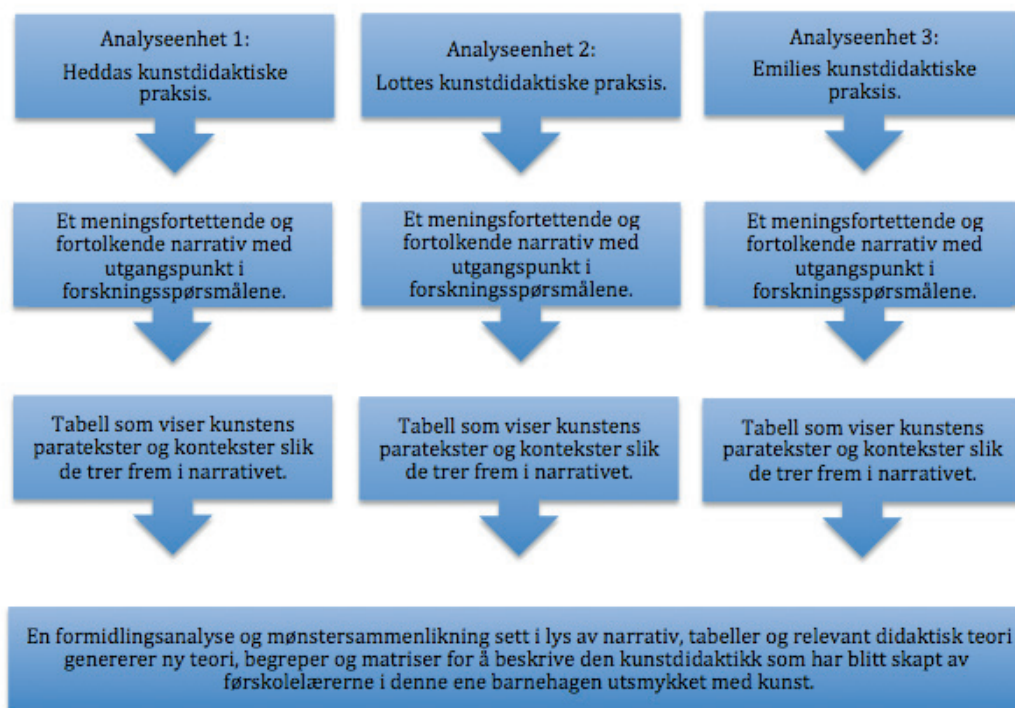 Analyseenhet 1:
Heddas kunstdidaktiske
praksis.
Analyseenhet 2:
Lottes kunstdidaktiske praksis.
Analyseenhet 3:
Emilies kunstdidaktiske
praksis.
Et meningsfortettende og
fortolkende narrativ med
utgangspunkt i
forskningsspørsmålene.
Et meningsfortettende og
fortolkende narrativ med
utgangspunkt i
forskningsspørsmålene.
Et meningsfortettende og
fortolkende narrativ med
utgangspunkt i
forskningsspørsmålene.
Tabell som viser kunstens
paratekster og kontekster slik
de trer frem i narrativet.
Tabell som viser kunstens
paratekster og kontekster slik
de trer frem i narrativet.
Tabell som viser kunstens
paratekster og kontekster slik
de trer frem i narrativet.
En formidlingsanalyse og mønstersammenlikning sett i lys av narrativ, tabeller og relevant didaktisk teori
genererer ny teori, begreper og matriser for å beskrive den kunstdidaktikk som har blitt skapt av
førskolelærerne i denne ene barnehagen utsmykket med kunst.